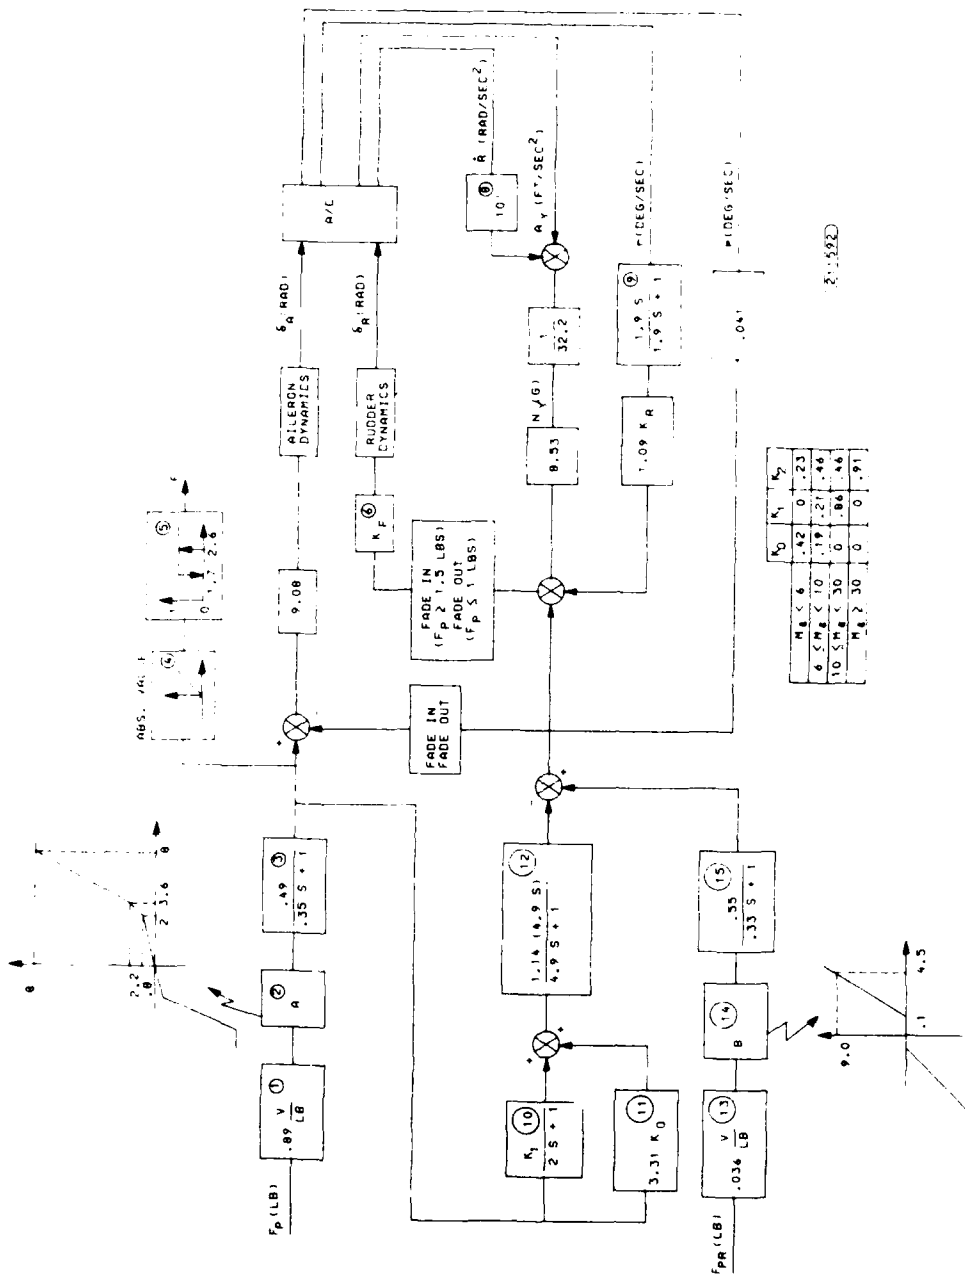 8
2.2
.8
2 3.6 8
F_P (LB)
.89 V/LB ①
② A
.49 / .35 S + 1 ③
+
ABS. VALUE
④
⑤
1
0 1.7 2.6
F
9.08
AILERON
DYNAMICS
δ_A (RAD)
A/C
FADE IN
FADE OUT
FADE IN
(F_P ≥ 1.5 LBS)
FADE OUT
(F_P ≤ 1 LBS)
K_F ⑥
RUDDER
DYNAMICS
δ_R (RAD)
10 ⑧
Ṙ (RAD/SEC²)
A_Y (FT/SEC²)
K_1 ⑩ / 2 S + 1
3.31 K_0 ⑪
+
+
1.14 (4.9 S) / 4.9 S + 1 ⑫
+
8.53
N_Y (G)
1 / 32.2
1.09 K_R
1.9 S / 1.9 S + 1 ⑨
(DEG/SEC)
.041
(DEG/SEC)
F_PR (LB)
.036 V/LB ⑬
B ⑭
.55 / .33 S + 1 ⑮
9.0
.1
4.5
K_0 K_1 K_2
< 6 .42 0 .23
6 ≤ < 10 .19 .21 .46
10 ≤ < 30 0 .86 .46
≥ 30 0 0 .91
592